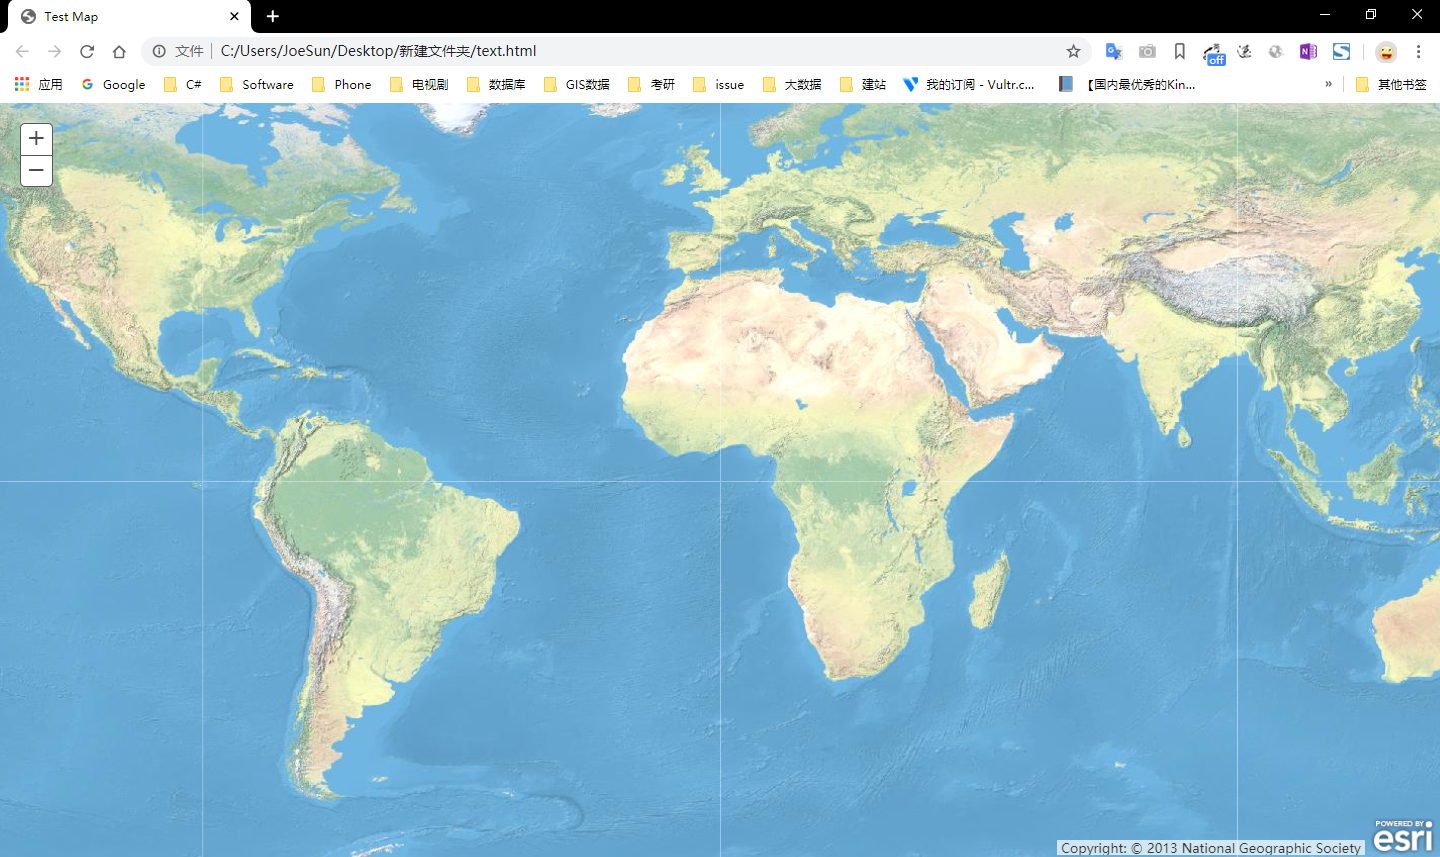 Test Map
文件 C:/Users/JoeSun/Desktop/新建文件夹/text.html
off
应用 Google C# Software Phone 电视剧 数据库 GIS数据 考研 issue 大数据 建站 我的订阅 - Vultr.c... 【国内最优秀的Kin... » 其他书签
+
−
POWERED BY
esri
Copyright: © 2013 National Geographic Society